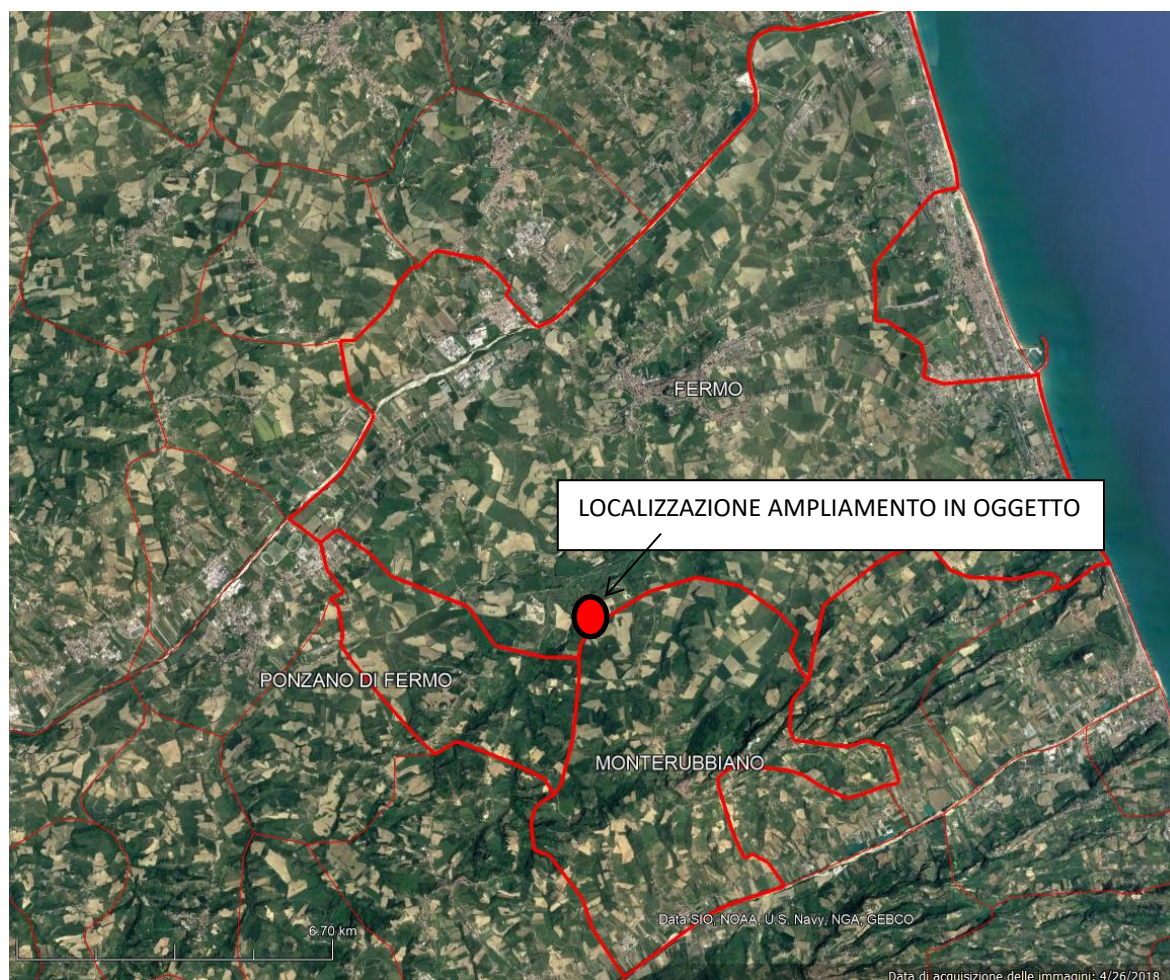 FERMO
LOCALIZZAZIONE AMPLIAMENTO IN OGGETTO
PONZANO DI FERMO
MONTERUBBIANO
Data SIO, NOAA, U.S. Navy, NGA, GEBCO
6.70 km
Data di acquisizione delle immagini: 4/26/2018